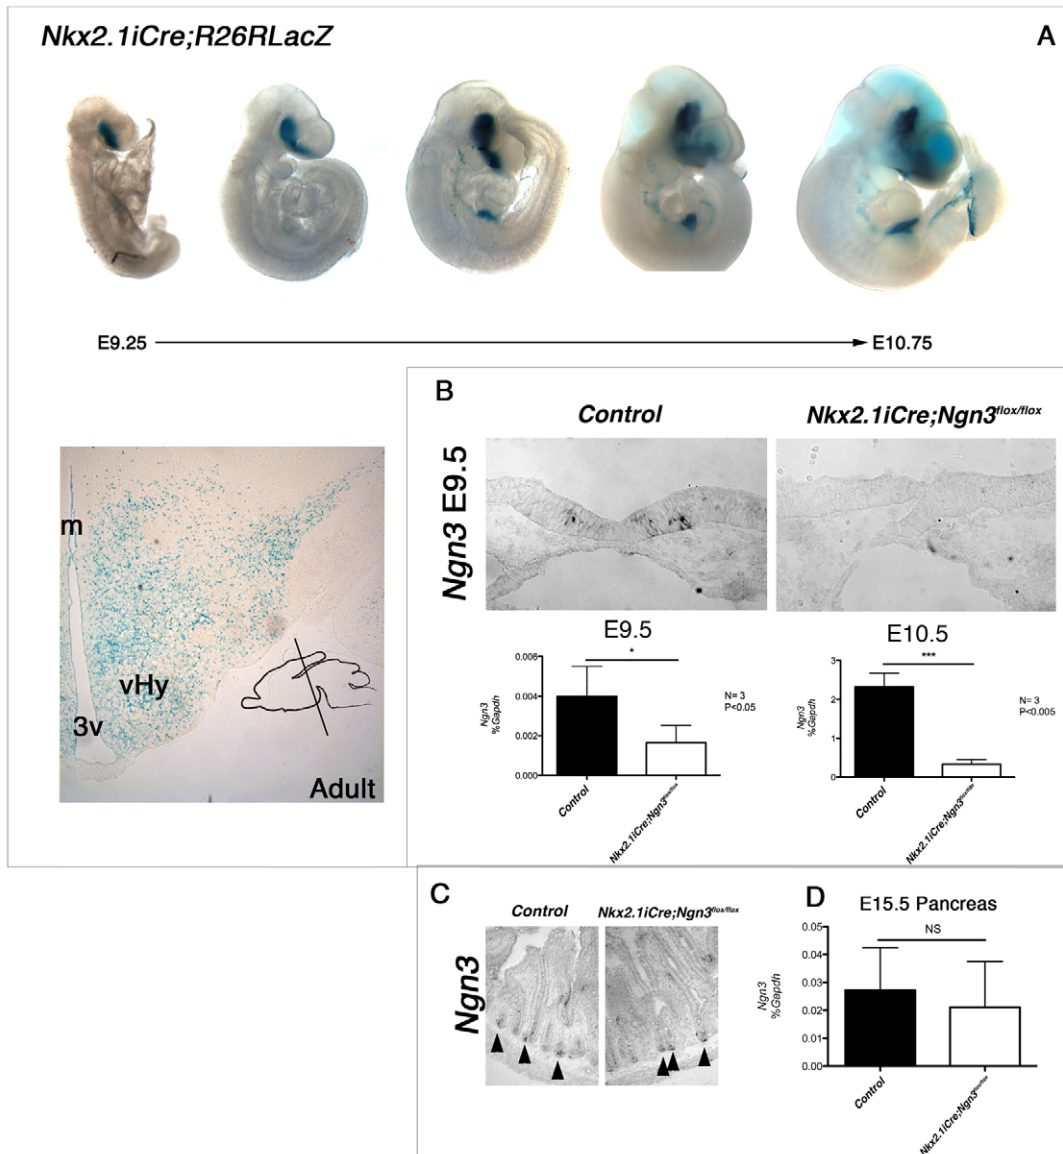 Nkx2.1iCre;R26RLacZ
A
E9.25
E10.75
m
vHy
3v
Adult
B
Control
Nkx2.1iCre;Ngn3flox/flox
Ngn3 E9.5
E9.5
0.006
0.004
0.002
0.000
Ngn3
%Gapdh
*
N= 3
P<0.05
Control
Nkx2.1iCre;Ngn3flox/flox
E10.5
3
2
1
0
Ngn3
%Gapdh
***
N= 3
P<0.005
Control
Nkx2.1iCre;Ngn3flox/flox
C
Control
Nkx2.1iCre;Ngn3flox/flox
Ngn3
D
E15.5 Pancreas
0.05
0.04
0.03
0.02
0.01
0.00
Ngn3
%Gapdh
NS
Control
Nkx2.1iCre;Ngn3flox/flox